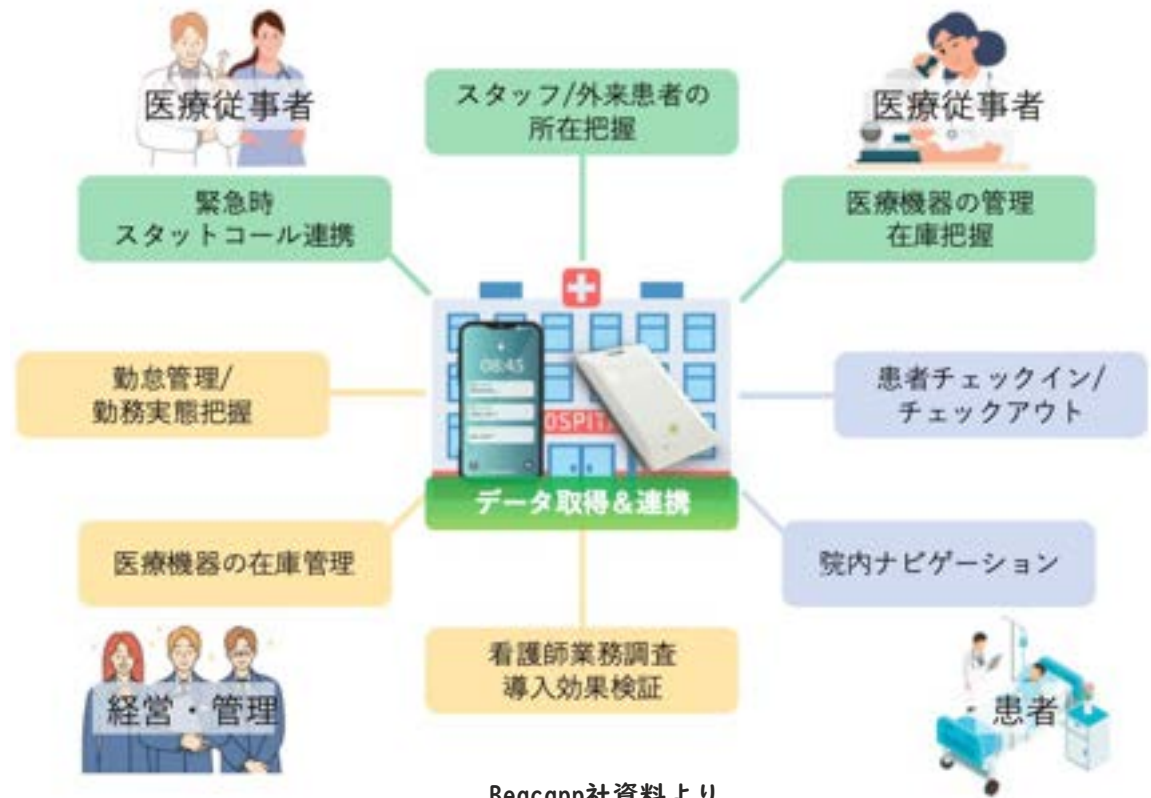 医療従事者
スタッフ/外来患者の
所在把握
医療従事者
緊急時
スタットコール連携
医療機器の管理
在庫把握
08:45
勤怠管理/
勤務実態把握
患者チェックイン/
チェックアウト
データ取得&連携
医療機器の在庫管理
院内ナビゲーション
看護師業務調査
導入効果検証
経営・管理
患者
Beacapp社資料より